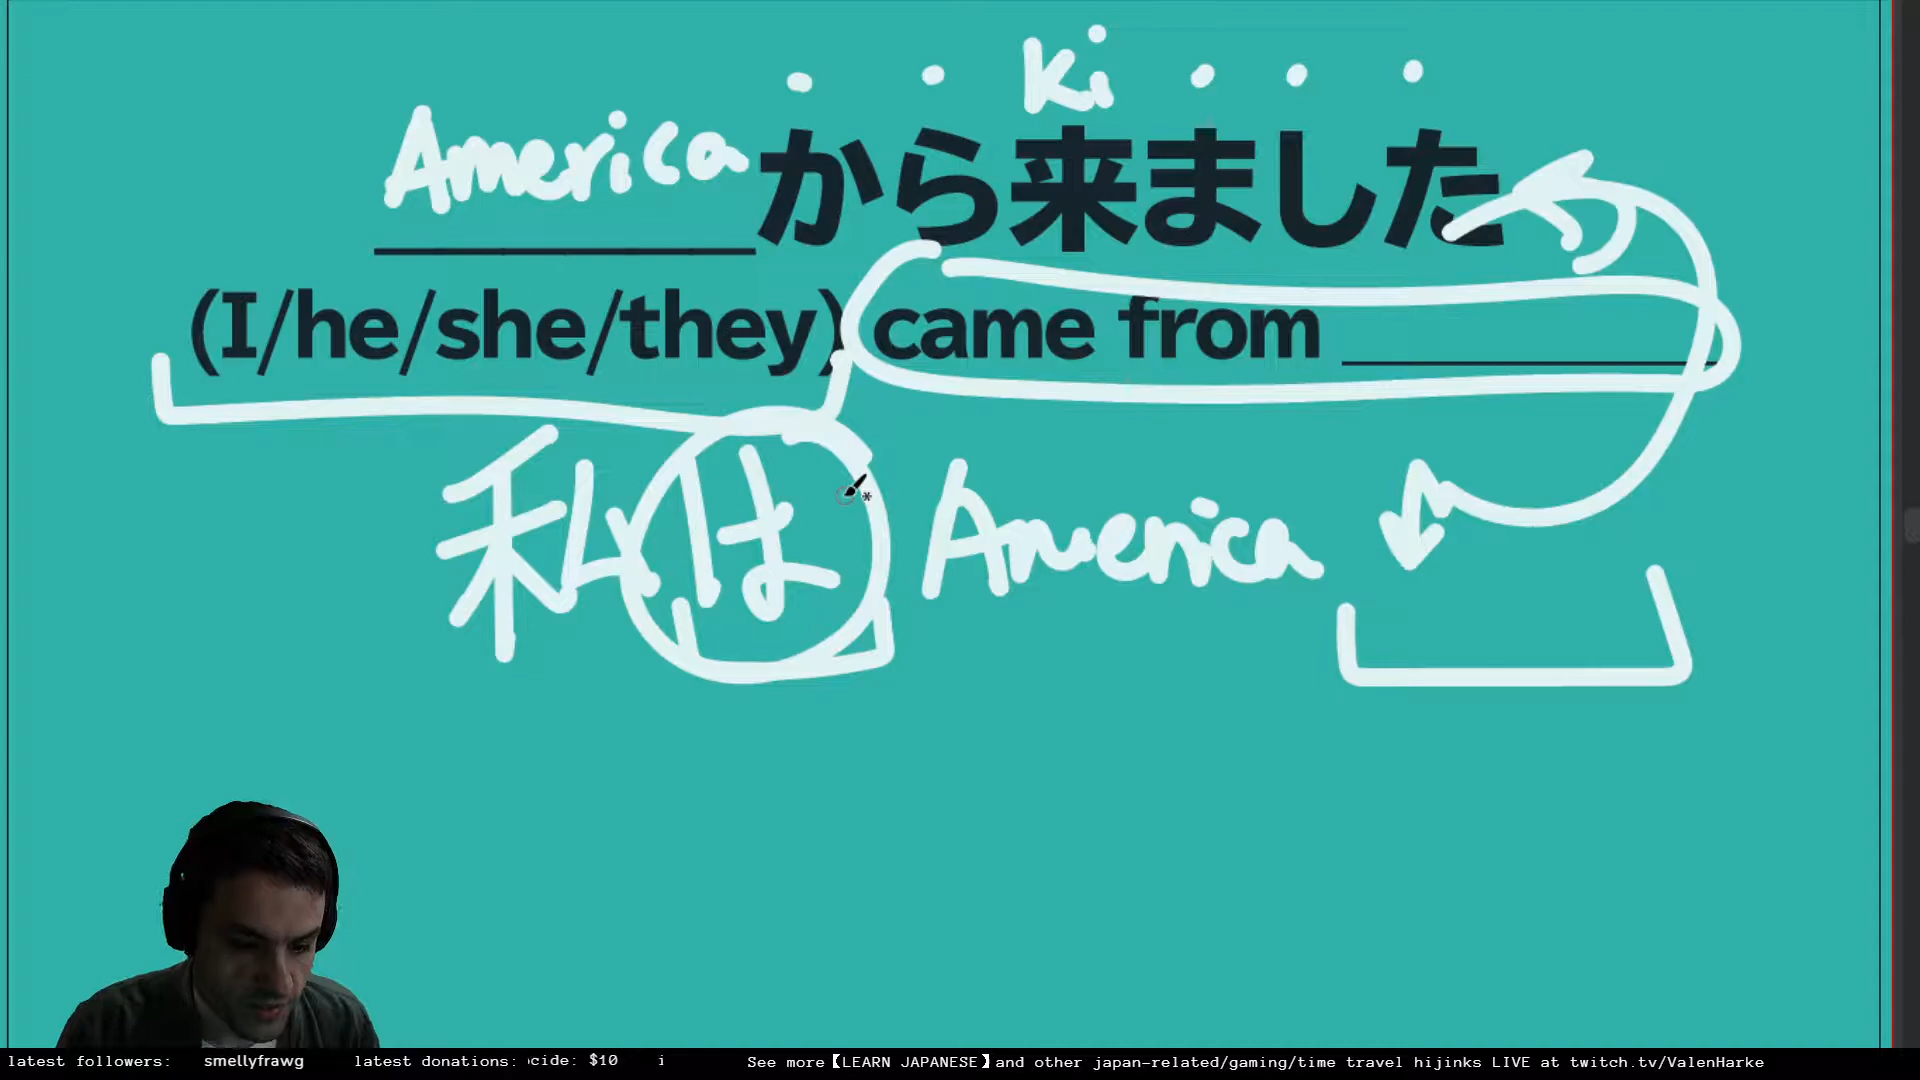 Ki
America から来ました か
(I/he/she/they) came from
私は America
latest followers: smellyfrawg latest donations: cide: $10 i See more【LEARN JAPANESE】and other japan-related/gaming/time travel hijinks LIVE at twitch.tv/ValenHarke